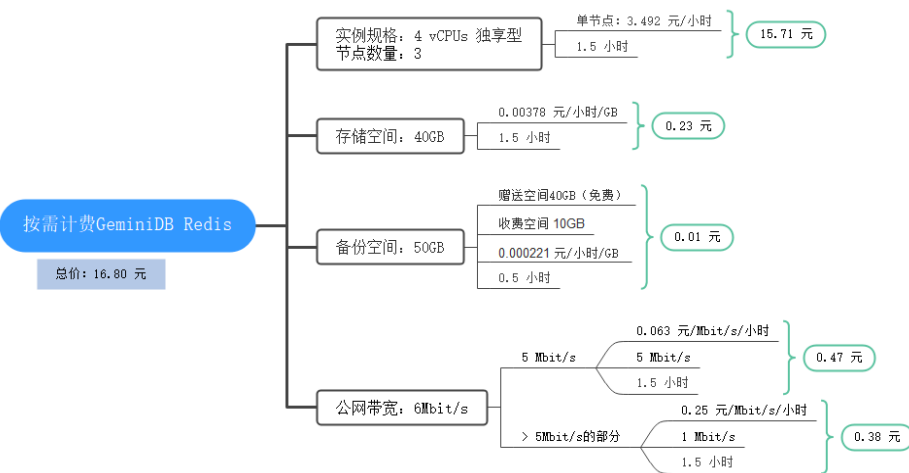 按需计费GeminiDB Redis
总价：16.80 元
实例规格：4 vCPUs 独享型
节点数量：3
单节点：3.492 元/小时
1.5 小时
15.71 元
存储空间：40GB
0.00378 元/小时/GB
1.5 小时
0.23 元
备份空间：50GB
赠送空间40GB（免费）
收费空间 10GB
0.000221 元/小时/GB
0.5 小时
0.01 元
公网带宽：6Mbit/s
5 Mbit/s
0.063 元/Mbit/s/小时
5 Mbit/s
1.5 小时
0.47 元
> 5Mbit/s的部分
0.25 元/Mbit/s/小时
1 Mbit/s
1.5 小时
0.38 元